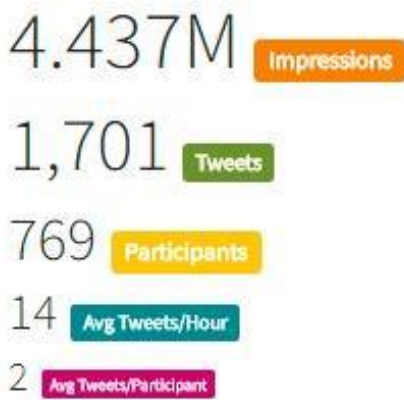 4.437M Impressions
1,701 Tweets
769 Participants
14 Avg Tweets/Hour
2 Avg Tweets/Participant